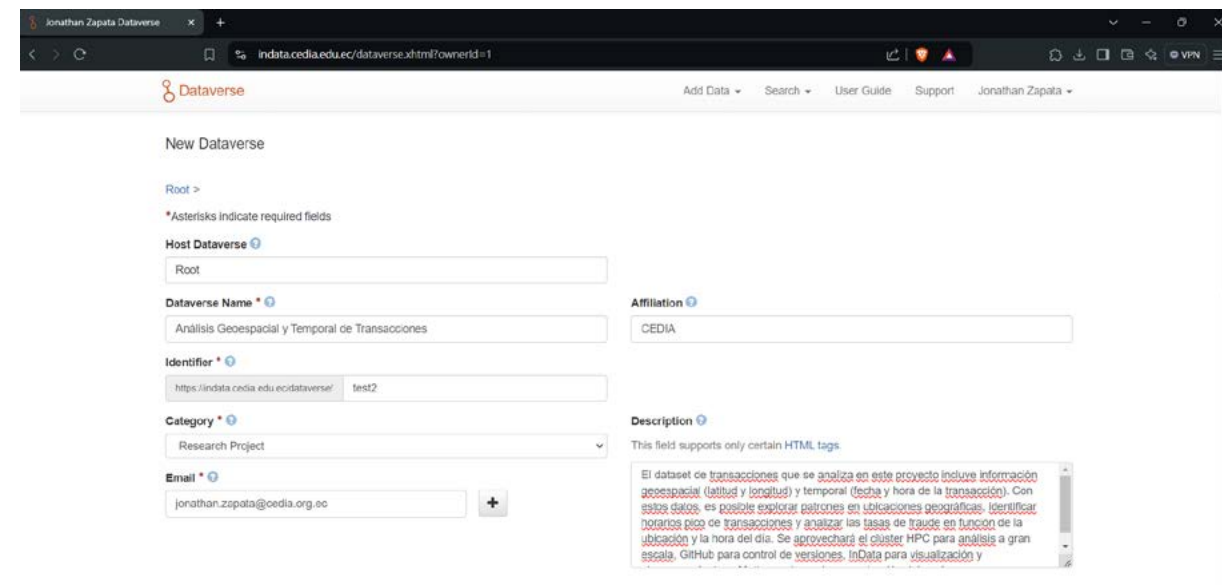 Jonathan Zapata Dataverse
indata.cedia.edu.ec/dataverse.xhtml?ownerId=1
VPN
Dataverse
Add Data
Search
User Guide
Support
Jonathan Zapata
New Dataverse
Root >
*Asterisks indicate required fields
Host Dataverse
Root
Dataverse Name *
Affiliation
Análisis Geoespacial y Temporal de Transacciones
CEDIA
Identifier *
https://indata.cedia.edu.ec/dataverse/
test2
Category *
Description
Research Project
This field supports only certain HTML tags.
Email *
jonathan.zapata@cedia.org.ec
El dataset de transacciones que se analiza en este proyecto incluye información
geoespacial (latitud y longitud) y temporal (fecha y hora de la transacción). Con
estos datos, es posible explorar patrones en ubicaciones geográficas, identificar
horarios pico de transacciones y analizar las tasas de fraude en función de la
ubicación y la hora del día. Se aprovechará el clúster HPC para análisis a gran
escala, GitHub para control de versiones, InData para visualización y